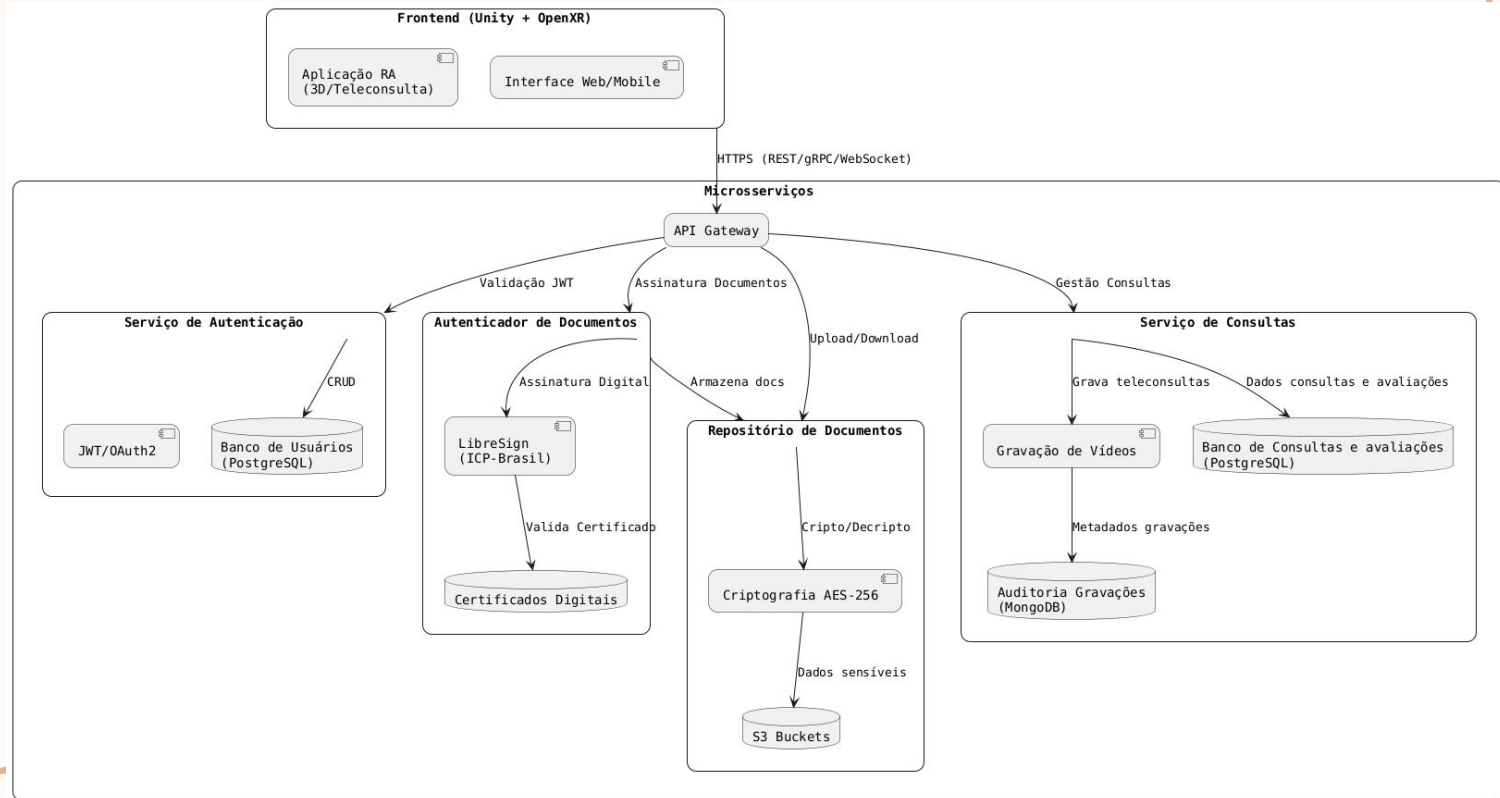 Frontend (Unity + OpenXR)
Aplicação RA
(3D/Teleconsulta)
Interface Web/Mobile
HTTPS (REST/gRPC/WebSocket)
Microsserviços
API Gateway
Validação JWT
Assinatura Documentos
Gestão Consultas
Upload/Download
Serviço de Autenticação
CRUD
JWT/OAuth2
Banco de Usuários
(PostgreSQL)
Autenticador de Documentos
Assinatura Digital
Armazena docs
LibreSign
(ICP-Brasil)
Valida Certificado
Certificados Digitais
Repositório de Documentos
Cripto/Decripto
Criptografia AES-256
Dados sensíveis
S3 Buckets
Serviço de Consultas
Grava teleconsultas
Dados consultas e avaliações
Gravação de Vídeos
Banco de Consultas e avaliações
(PostgreSQL)
Metadados gravações
Auditoria Gravações
(MongoDB)